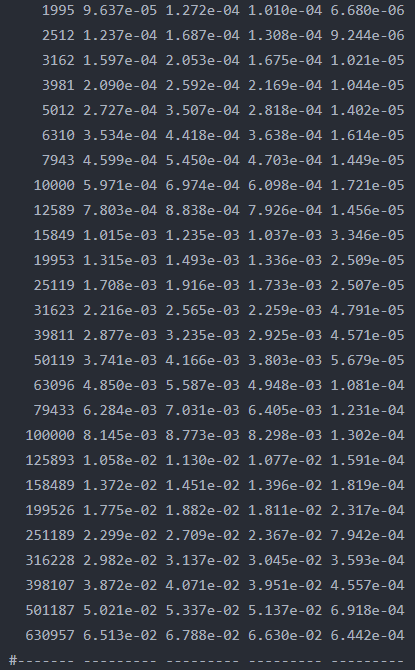 1995 9.637e-05 1.272e-04 1.010e-04 6.680e-06
2512 1.237e-04 1.687e-04 1.308e-04 9.244e-06
3162 1.597e-04 2.053e-04 1.675e-04 1.021e-05
3981 2.090e-04 2.592e-04 2.169e-04 1.044e-05
5012 2.727e-04 3.507e-04 2.818e-04 1.402e-05
6310 3.534e-04 4.418e-04 3.638e-04 1.614e-05
7943 4.599e-04 5.450e-04 4.703e-04 1.449e-05
10000 5.971e-04 6.974e-04 6.098e-04 1.721e-05
12589 7.803e-04 8.838e-04 7.926e-04 1.456e-05
15849 1.015e-03 1.235e-03 1.037e-03 3.346e-05
19953 1.315e-03 1.493e-03 1.336e-03 2.509e-05
25119 1.708e-03 1.916e-03 1.733e-03 2.507e-05
31623 2.216e-03 2.565e-03 2.259e-03 4.791e-05
39811 2.877e-03 3.235e-03 2.925e-03 4.571e-05
50119 3.741e-03 4.166e-03 3.803e-03 5.679e-05
63096 4.850e-03 5.587e-03 4.948e-03 1.081e-04
79433 6.284e-03 7.031e-03 6.405e-03 1.231e-04
100000 8.145e-03 8.773e-03 8.298e-03 1.302e-04
125893 1.058e-02 1.130e-02 1.077e-02 1.591e-04
158489 1.372e-02 1.451e-02 1.396e-02 1.819e-04
199526 1.775e-02 1.882e-02 1.811e-02 2.317e-04
251189 2.299e-02 2.709e-02 2.367e-02 7.942e-04
316228 2.982e-02 3.137e-02 3.045e-02 3.593e-04
398107 3.872e-02 4.071e-02 3.951e-02 4.557e-04
501187 5.021e-02 5.337e-02 5.137e-02 6.918e-04
630957 6.513e-02 6.788e-02 6.630e-02 6.442e-04
#------- --------- --------- --------- ---------